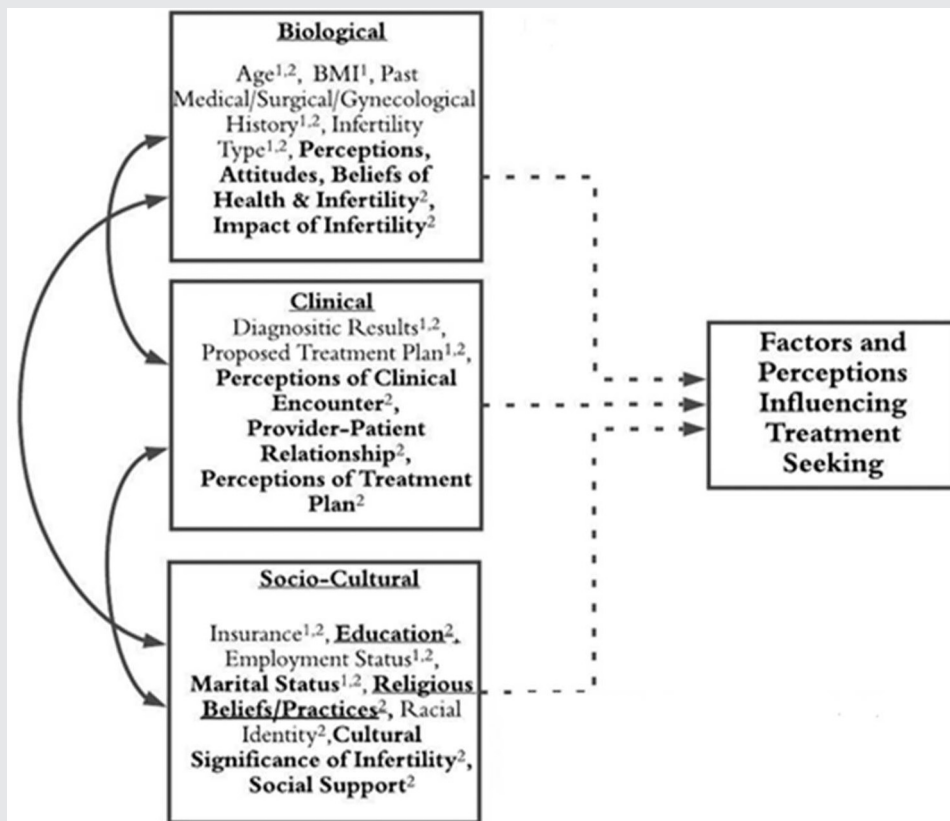 Biological
Age1,2, BMI1, Past
Medical/Surgical/Gynecological
History1,2, Infertility
Type1,2, Perceptions,
Attitudes, Beliefs of
Health & Infertility2,
Impact of Infertility2
Clinical
Diagnositic Results1,2,
Proposed Treatment Plan1,2,
Perceptions of Clinical
Encounter2,
Provider-Patient
Relationship2,
Perceptions of Treatment
Plan2
Socio-Cultural
Insurance1,2, Education2,
Employment Status1,2,
Marital Status1,2, Religious
Beliefs/Practices2, Racial
Identity2,Cultural
Significance of Infertility2,
Social Support2
Factors and
Perceptions
Influencing
Treatment
Seeking